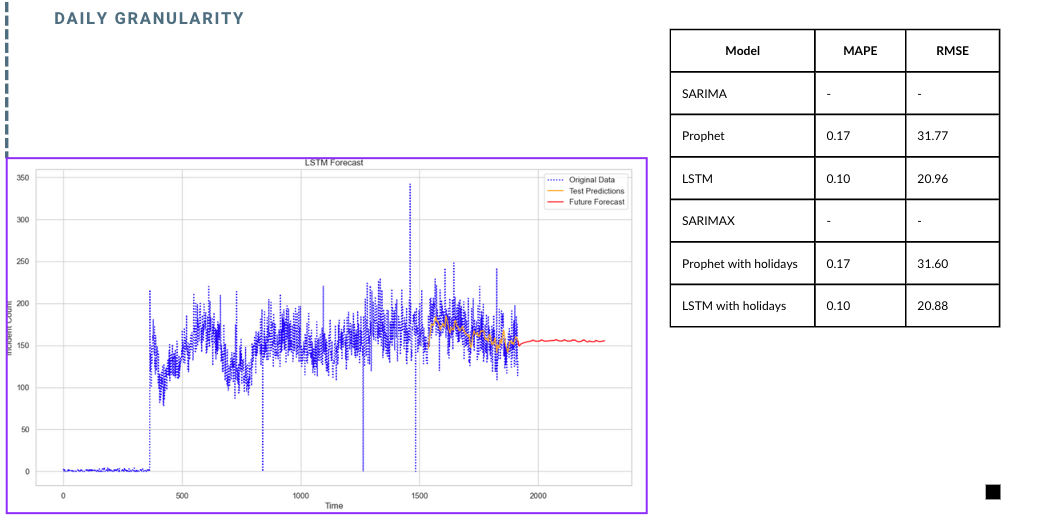 DAILY GRANULARITY
Model MAPE RMSE
SARIMA - -
Prophet 0.17 31.77
LSTM 0.10 20.96
SARIMAX - -
Prophet with holidays 0.17 31.60
LSTM with holidays 0.10 20.88
LSTM Forecast
Original Data
Test Predictions
Future Forecast
350
300
250
200
150
100
50
0
Incident Count
0 500 1000 1500 2000
Time